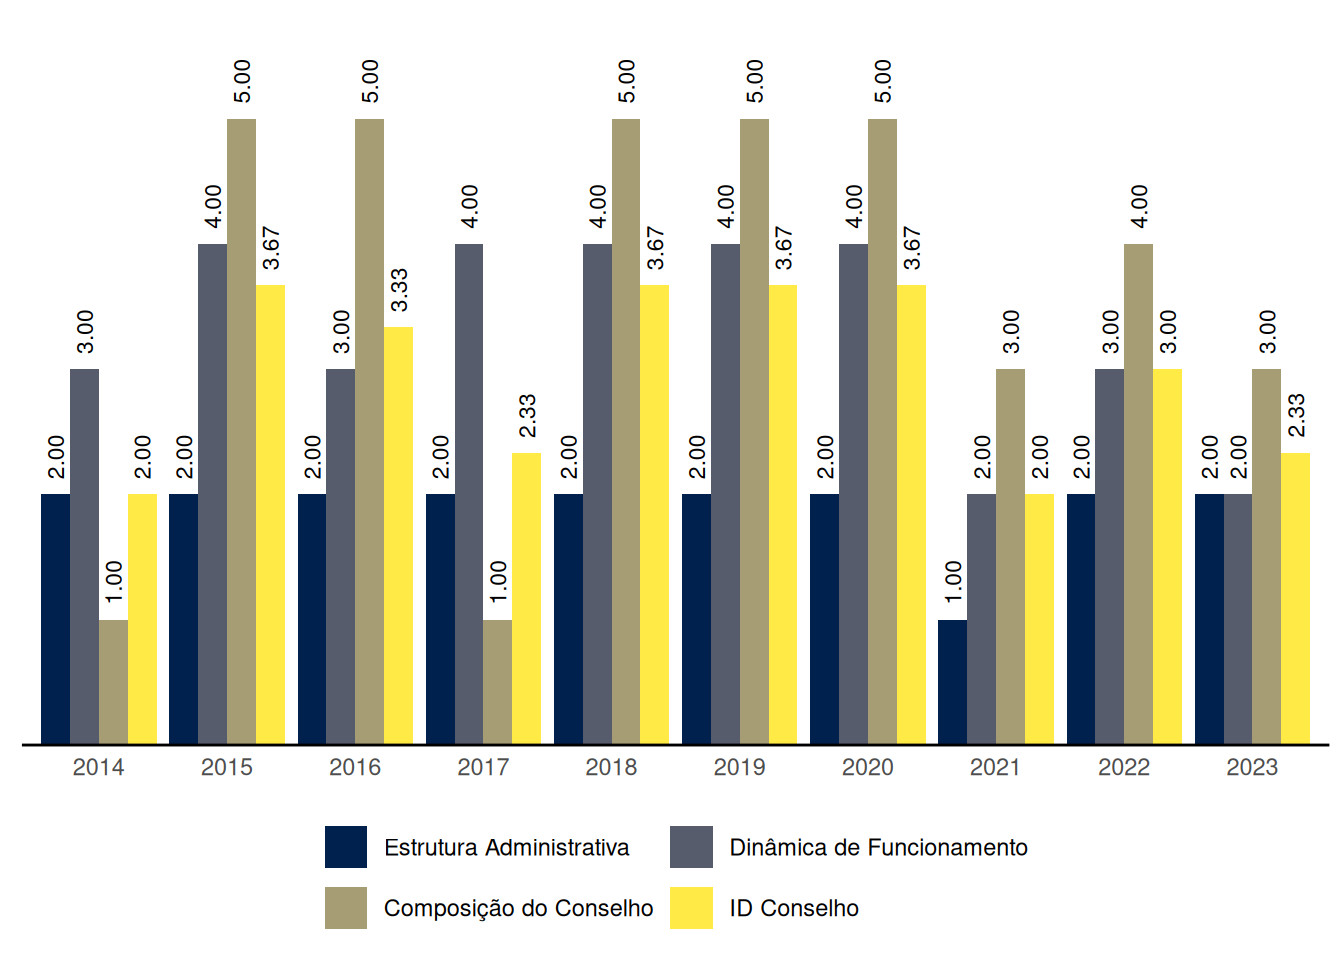 2.00 3.00 1.00 2.00 2.00 4.00 5.00 3.67 2.00 3.00 5.00 3.33 2.00 4.00 1.00 2.33 2.00 4.00 5.00 3.67 2.00 4.00 5.00 3.67 2.00 4.00 5.00 3.67 1.00 2.00 3.00 2.00 2.00 3.00 4.00 3.00 2.00 2.00 3.00 2.33
2014 2015 2016 2017 2018 2019 2020 2021 2022 2023
Estrutura Administrativa Dinâmica de Funcionamento
Composição do Conselho ID Conselho